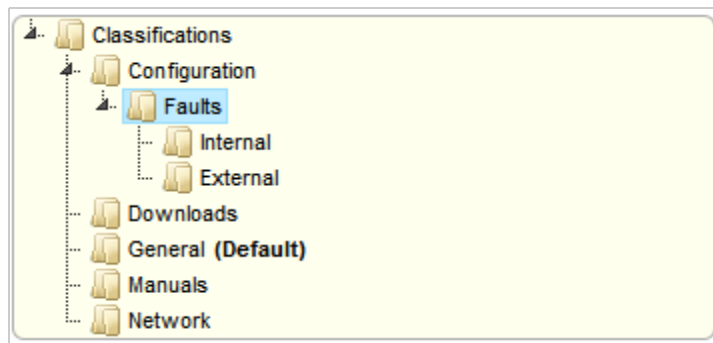 Classifications
Configuration
Faults
Internal
External
Downloads
General (Default)
Manuals
Network